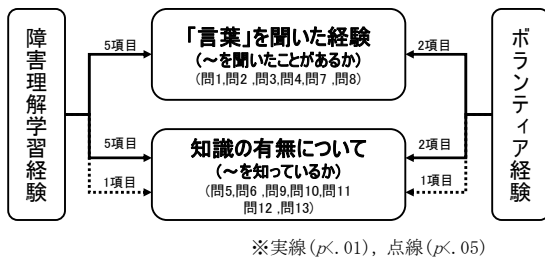 障害理解学習経験
5項目
「言葉」を聞いた経験
(～を聞いたことがあるか)
(問1,問2 ,問3,問4,問7 ,問8)
2項目
ボランティア経験
5項目
1項目
知識の有無について
(～を知っているか)
(問5,問6 ,問9,問10,問11
問12 ,問13)
2項目
1項目
※実線(p<.01), 点線(p<.05)